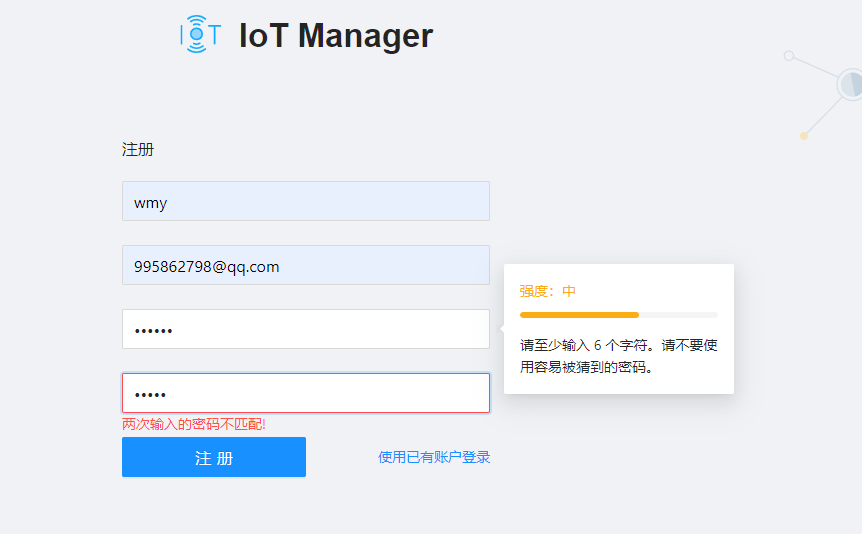 IoT IoT Manager
注册
wmy
995862798@qq.com
强度：中
••••••
请至少输入 6 个字符。请不要使
用容易被猜到的密码。
•••••
两次输入的密码不匹配!
注 册
使用已有账户登录